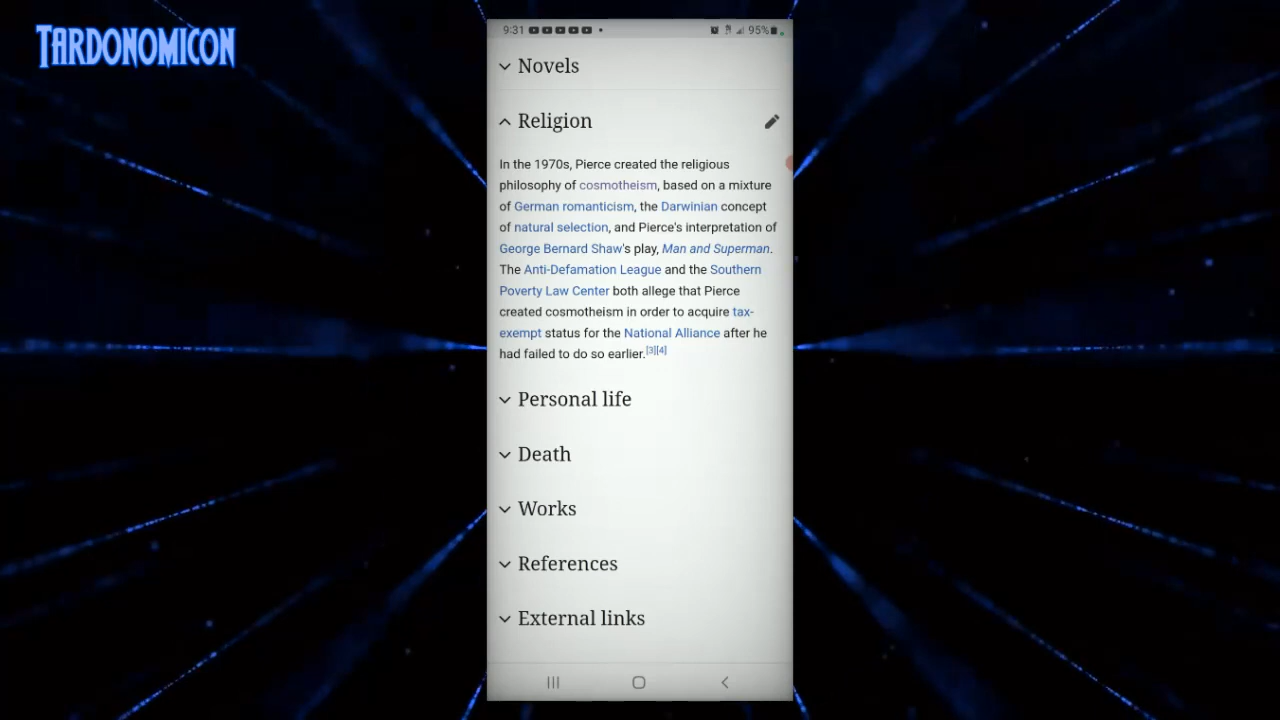 TARDONOMICON
9:31
95%
Novels
Religion
In the 1970s, Pierce created the religious
philosophy of cosmotheism, based on a mixture
of German romanticism, the Darwinian concept
of natural selection, and Pierce's interpretation of
George Bernard Shaw's play, Man and Superman.
The Anti-Defamation League and the Southern
Poverty Law Center both allege that Pierce
created cosmotheism in order to acquire tax-
exempt status for the National Alliance after he
had failed to do so earlier.[3][4]
Personal life
Death
Works
References
External links